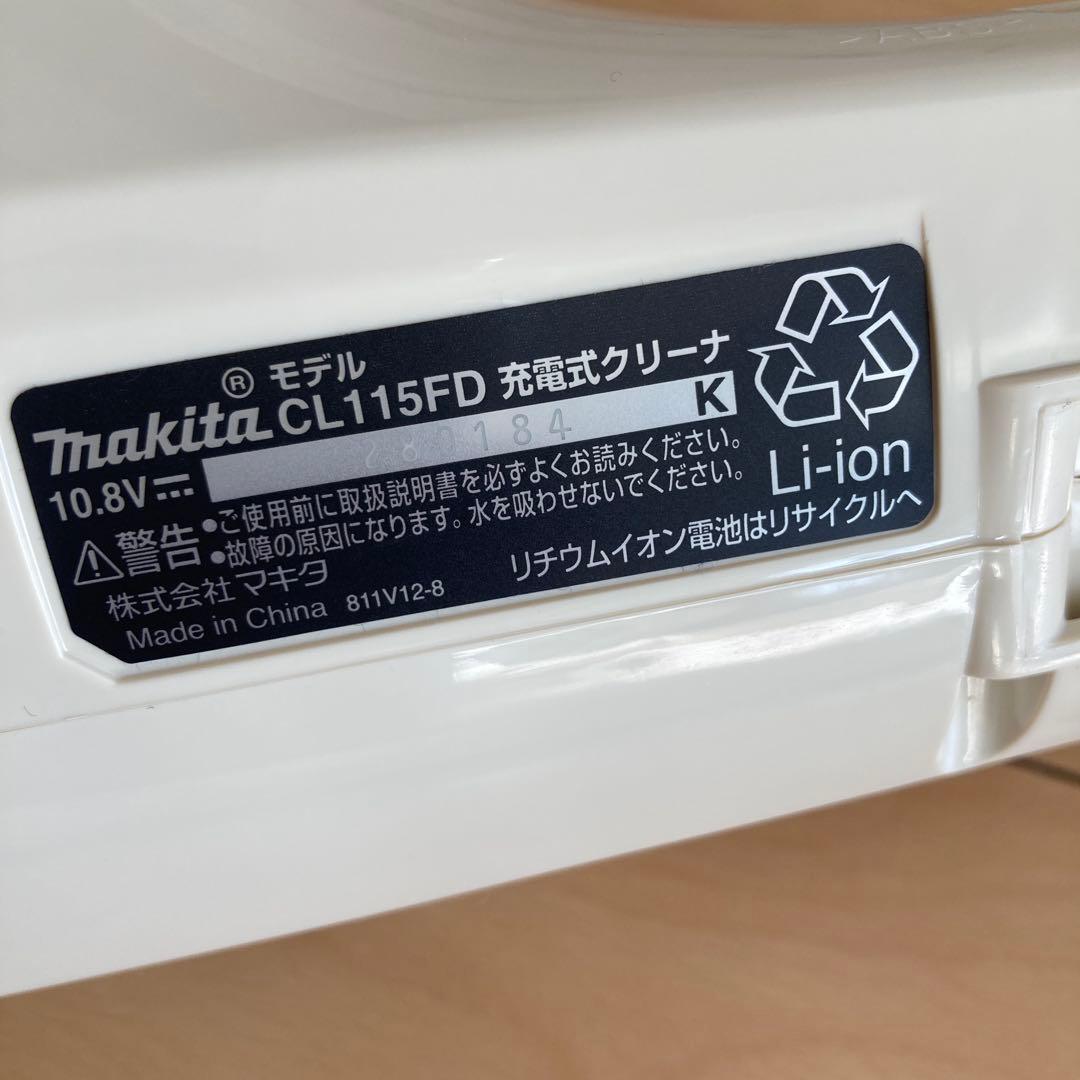 ® モデル
makita CL115FD 充電式クリーナ
10.8V
280184 K
警告 •ご使用前に取扱説明書を必ずよくお読みください。
•故障の原因になります。水を吸わせないでください。
株式会社マキタ
Made in China 811V12-8
Li-ion
リチウムイオン電池はリサイクルへ